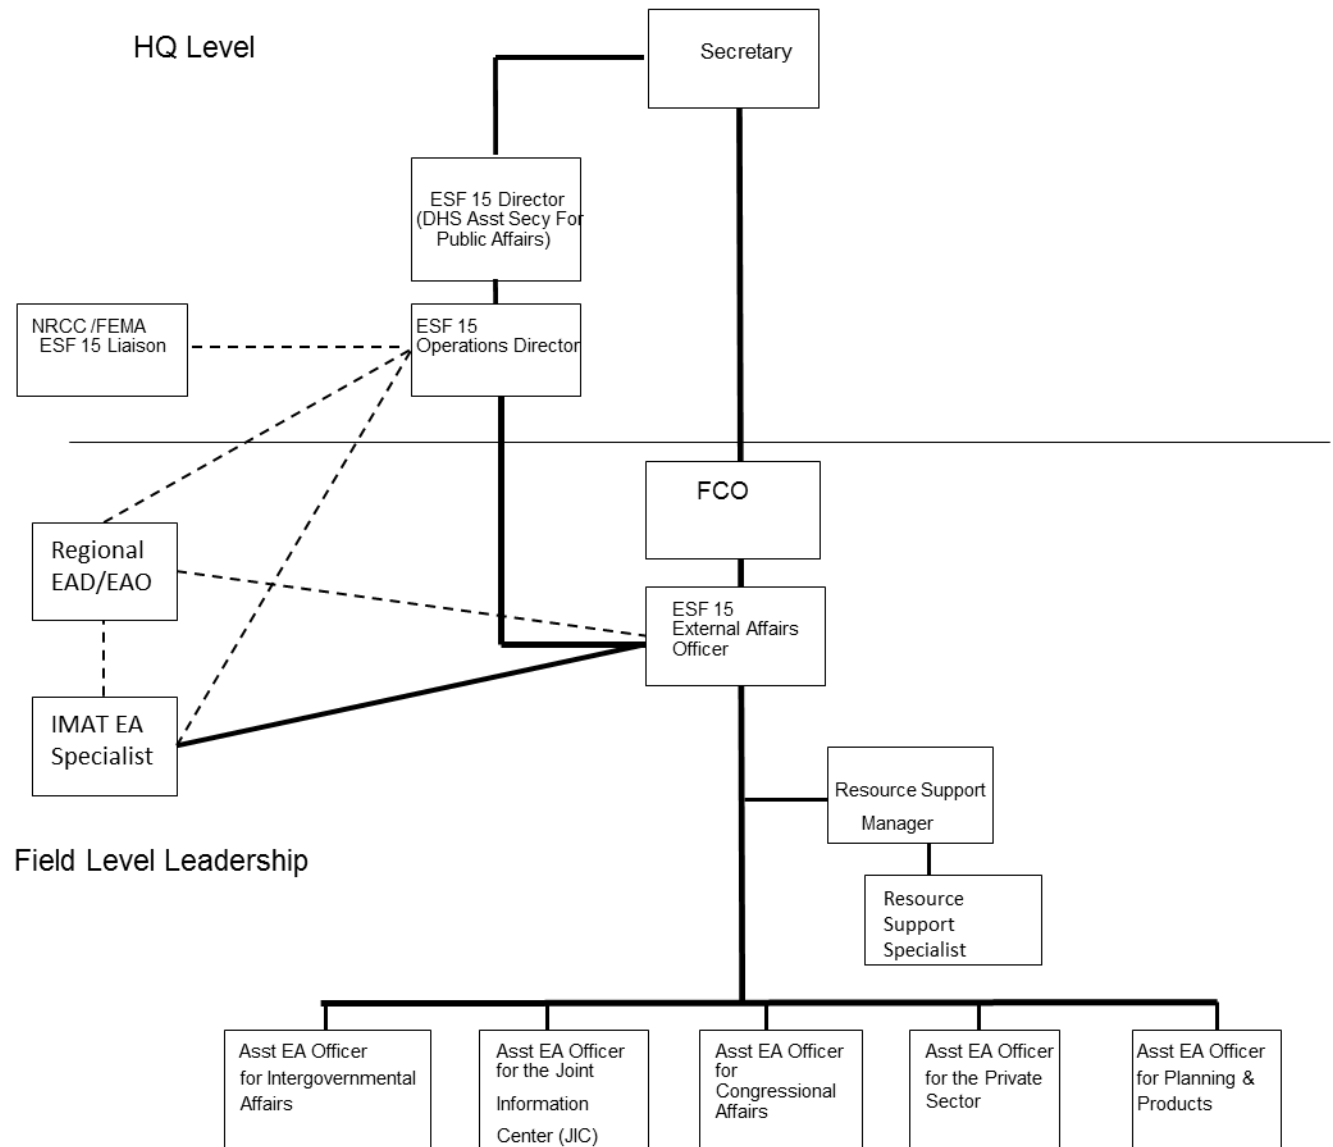 HQ Level
Secretary
ESF 15 Director
(DHS Asst Secy For
Public Affairs)
NRCC /FEMA
ESF 15 Liaison
ESF 15
Operations Director
FCO
Regional
EAD/EAO
ESF 15
External Affairs
Officer
IMAT EA
Specialist
Resource Support
Manager
Field Level Leadership
Resource
Support
Specialist
Asst EA Officer
for Intergovernmental
Affairs
Asst EA Officer
for the Joint
Information
Center (JIC)
Asst EA Officer
for
Congressional
Affairs
Asst EA Officer
for the Private
Sector
Asst EA Officer
for Planning &
Products